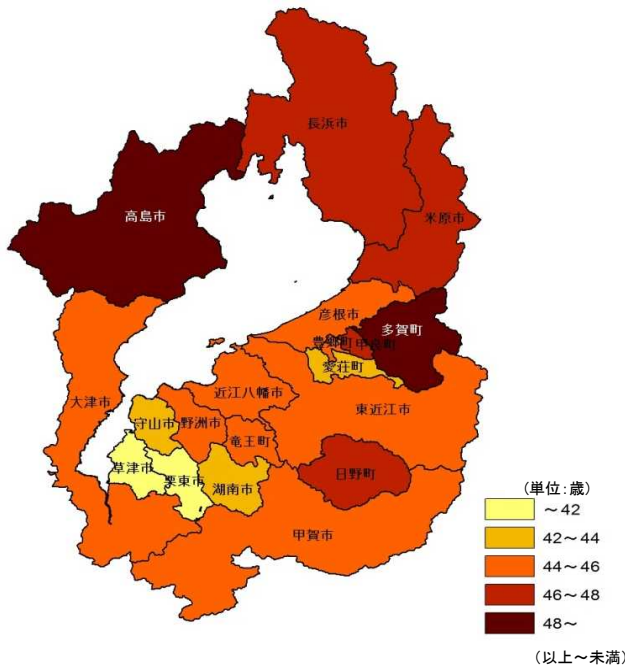 長浜市
高島市
米原市
彦根市
多賀町
豊郷町
甲良町
愛荘町
近江八幡市
東近江市
大津市
守山市
野洲市
竜王町
草津市
栗東市
湖南市
日野町
甲賀市
(単位:歳)
～42
42～44
44～46
46～48
48～
(以上～未満)